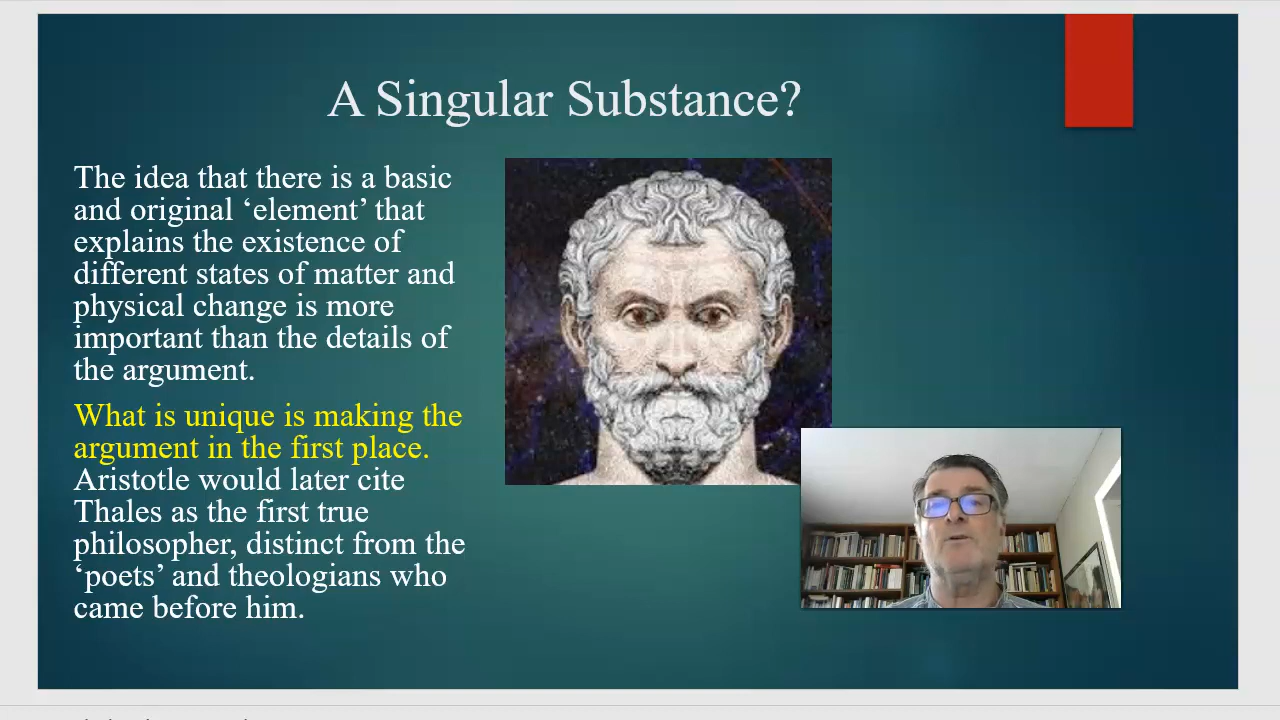 A Singular Substance?
The idea that there is a basic
and original ‘element’ that
explains the existence of
different states of matter and
physical change is more
important than the details of
the argument.
What is unique is making the
argument in the first place.
Aristotle would later cite
Thales as the first true
philosopher, distinct from the
‘poets’ and theologians who
came before him.